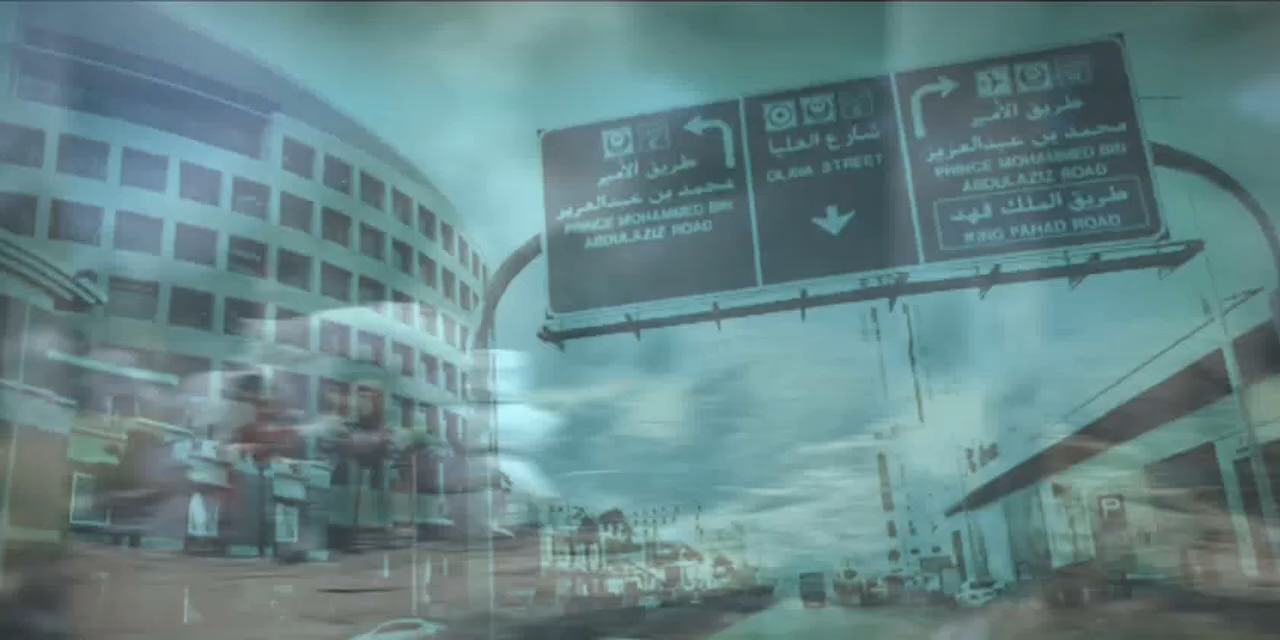 طريق الأمير
محمد بن عبدالعزيز
PRINCE MOHAMMED BIN
ABDULAZIZ ROAD
شارع العليا
OLAYA STREET
طريق الأمير
محمد بن عبدالعزيز
PRINCE MOHAMMED BIN
ABDULAZIZ ROAD
طريق الملك فهد
KING FAHAD ROAD
P